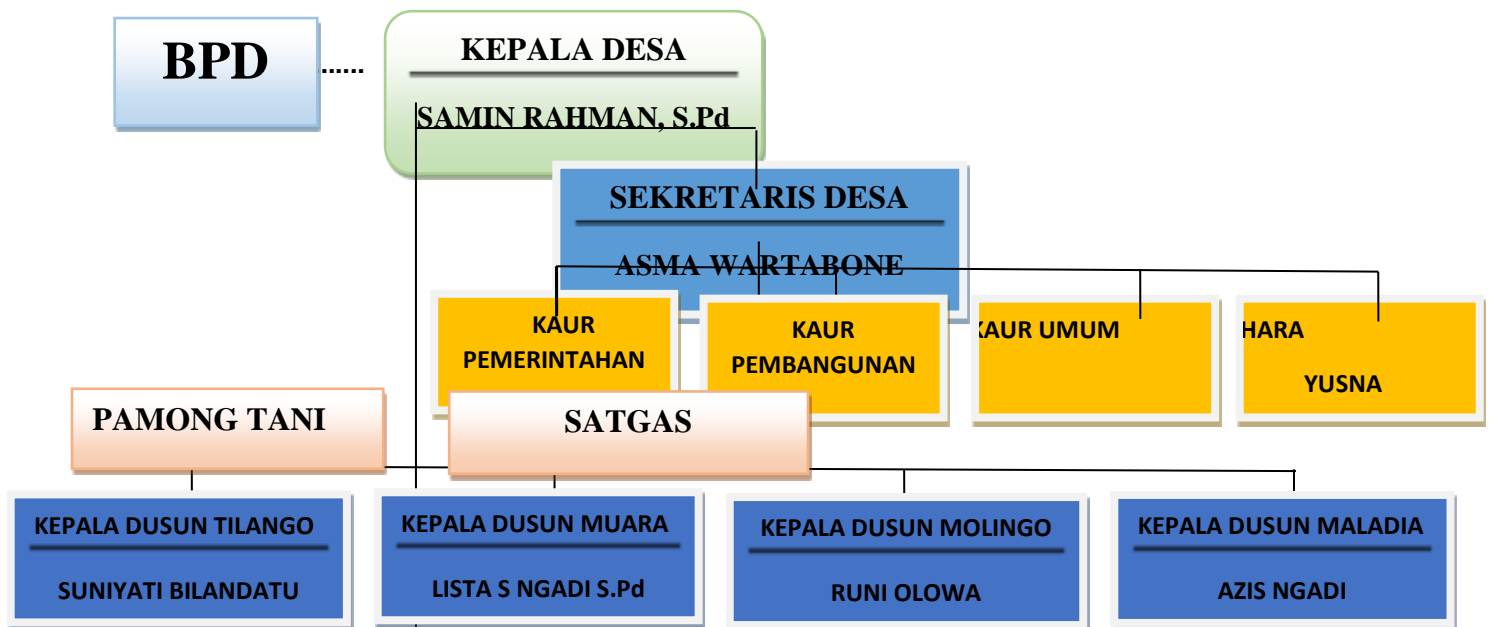 BPD
......
KEPALA DESA
SAMIN RAHMAN, S.Pd
SEKRETARIS DESA
ASMA WARTABONE
KAUR
PEMERINTAHAN
KAUR
PEMBANGUNAN
KAUR UMUM
HARA
YUSNA
PAMONG TANI
SATGAS
KEPALA DUSUN TILANGO
SUNIYATI BILANDATU
KEPALA DUSUN MUARA
LISTA S NGADI S.Pd
KEPALA DUSUN MOLINGO
RUNI OLOWA
KEPALA DUSUN MALADIA
AZIS NGADI